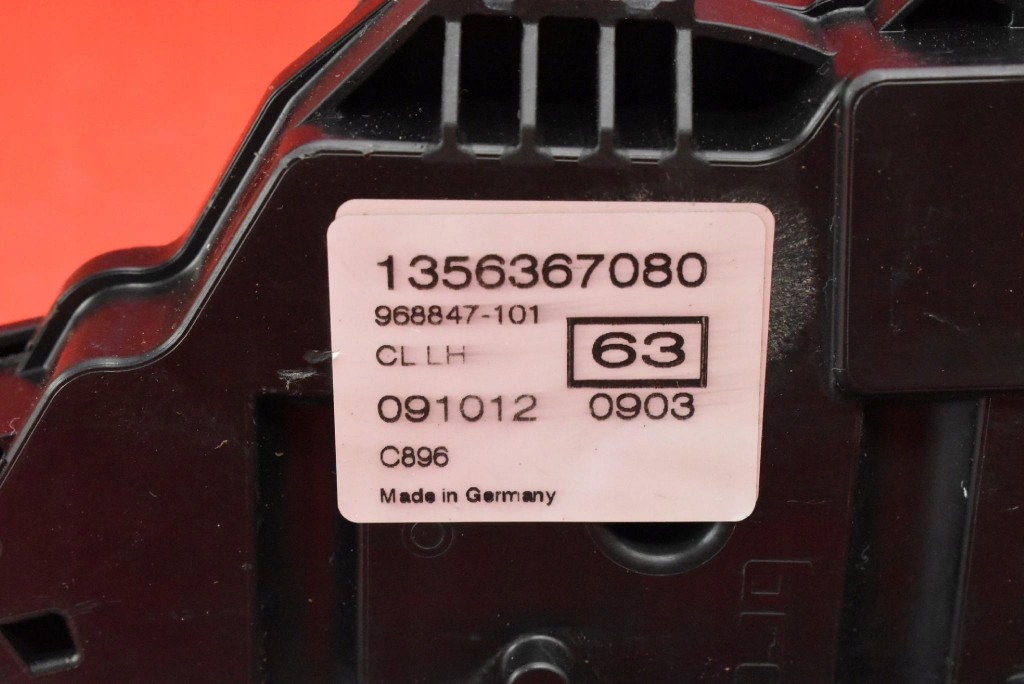 1356367080
968847-101
CL LH
63
091012 0903
C896
Made in Germany